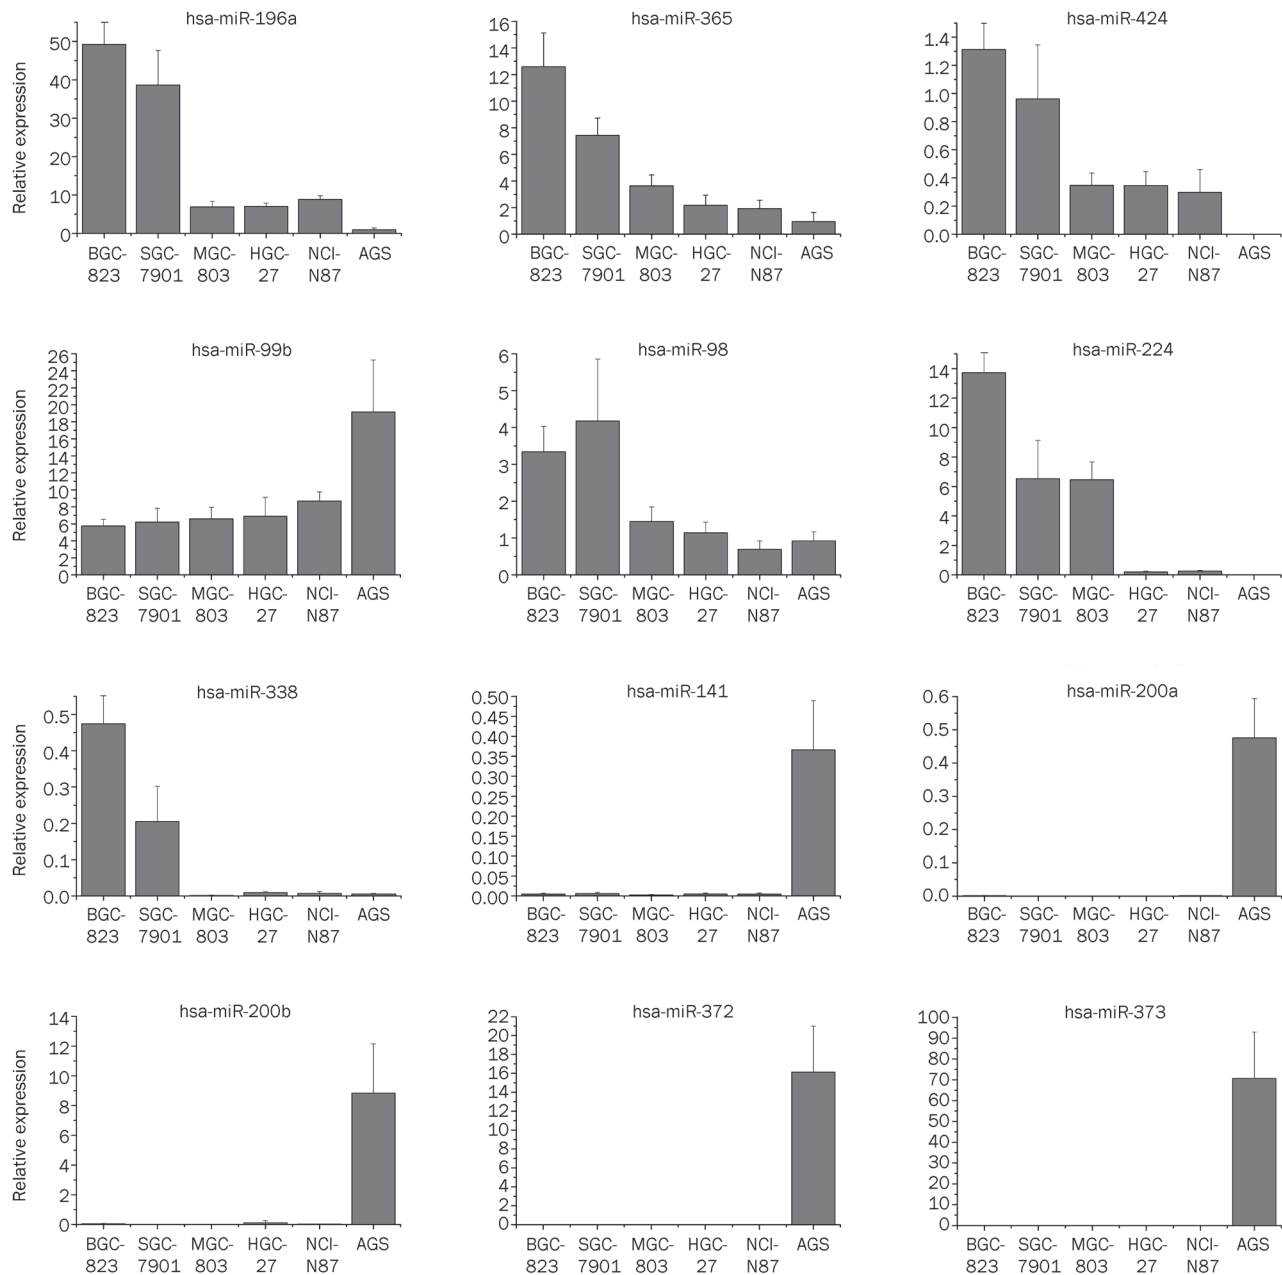 hsa-miR-196a
Relative expression
50
40
30
20
10
0
BGC- SGC- MGC- HGC- NCI- AGS
823 7901 803 27 N87
hsa-miR-365
16
14
12
10
8
6
4
2
0
BGC- SGC- MGC- HGC- NCI- AGS
823 7901 803 27 N87
hsa-miR-424
1.4
1.2
1.0
0.8
0.6
0.4
0.2
0.0
BGC- SGC- MGC- HGC- NCI- AGS
823 7901 803 27 N87
hsa-miR-99b
Relative expression
26
24
22
20
18
16
14
12
10
8
6
4
2
0
BGC- SGC- MGC- HGC- NCI- AGS
823 7901 803 27 N87
hsa-miR-98
6
5
4
3
2
1
0
BGC- SGC- MGC- HGC- NCI- AGS
823 7901 803 27 N87
hsa-miR-224
14
12
10
8
6
4
2
0
BGC- SGC- MGC- HGC- NCI- AGS
823 7901 803 27 N87
hsa-miR-338
Relative expression
0.5
0.4
0.3
0.2
0.1
0.0
BGC- SGC- MGC- HGC- NCI- AGS
823 7901 803 27 N87
hsa-miR-141
0.50
0.45
0.40
0.35
0.30
0.25
0.20
0.15
0.10
0.05
0.00
BGC- SGC- MGC- HGC- NCI- AGS
823 7901 803 27 N87
hsa-miR-200a
0.6
0.5
0.4
0.3
0.2
0.1
0.0
BGC- SGC- MGC- HGC- NCI- AGS
823 7901 803 27 N87
hsa-miR-200b
Relative expression
14
12
10
8
6
4
2
0
BGC- SGC- MGC- HGC- NCI- AGS
823 7901 803 27 N87
hsa-miR-372
22
20
18
16
14
12
10
8
6
4
2
0
BGC- SGC- MGC- HGC- NCI- AGS
823 7901 803 27 N87
hsa-miR-373
100
90
80
70
60
50
40
30
20
10
0
BGC- SGC- MGC- HGC- NCI- AGS
823 7901 803 27 N87